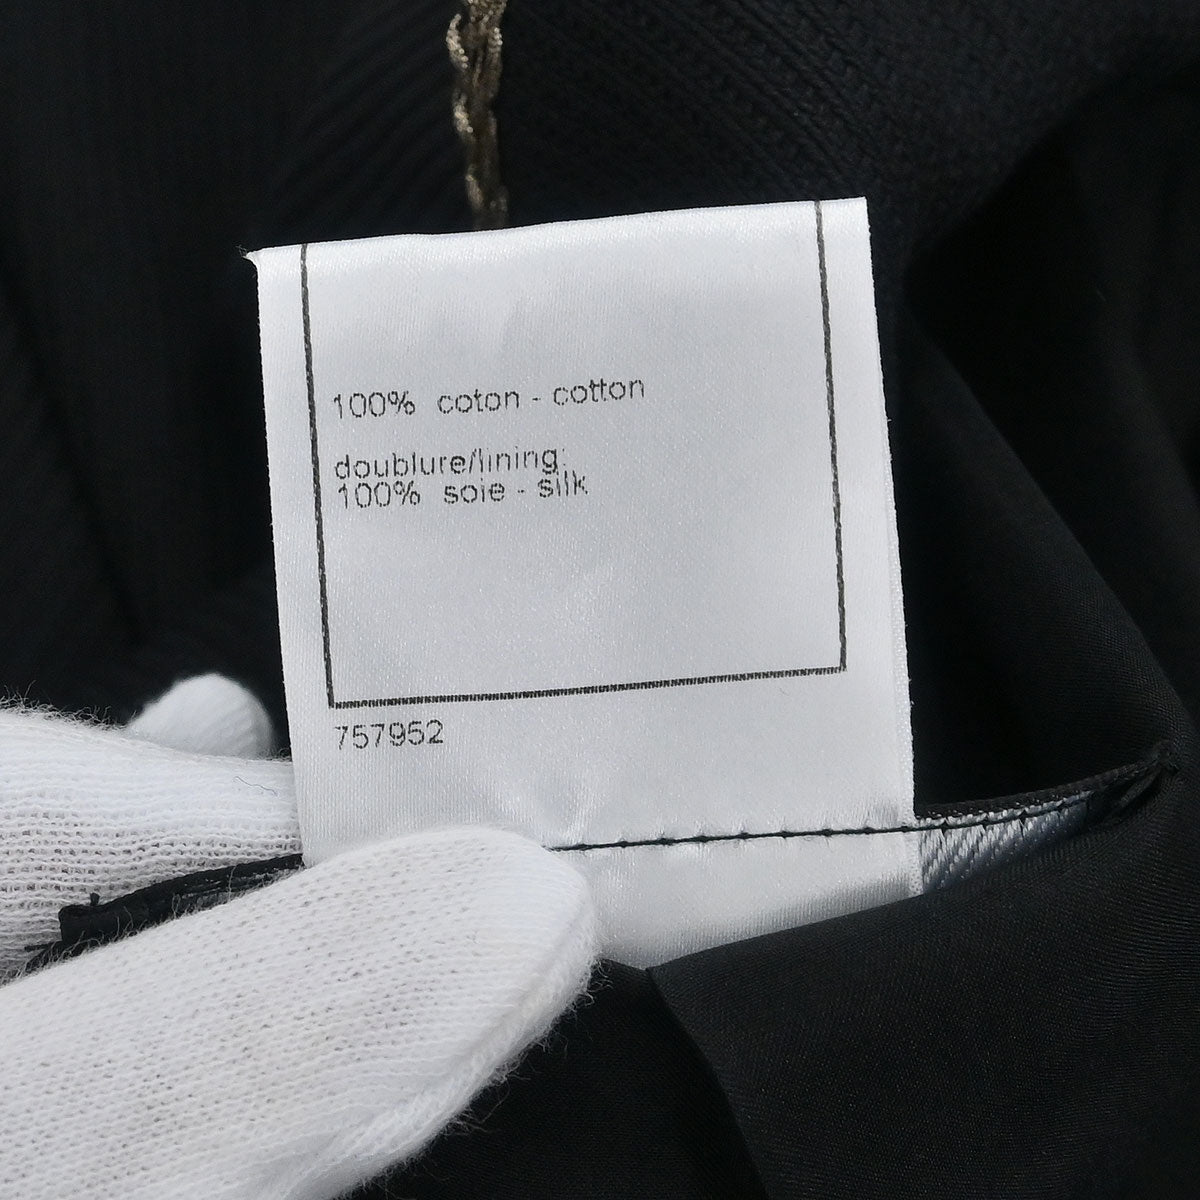 100% coton - cotton
doublure/lining:
100% soie - silk
757952